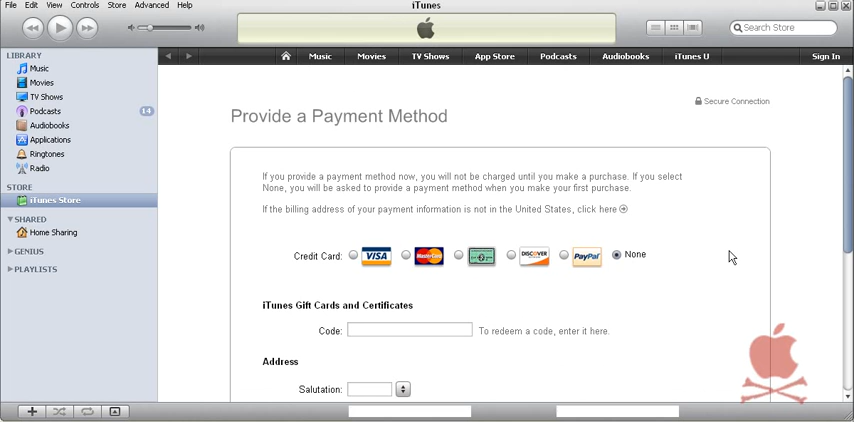 iTunes
File Edit View Controls Store Advanced Help
Search Store
Music Movies TV Shows App Store Podcasts Audiobooks iTunes U Sign In
LIBRARY
Music
Movies
TV Shows
Podcasts
14
Audiobooks
Applications
Ringtones
Radio
STORE
iTunes Store
SHARED
Home Sharing
GENIUS
PLAYLISTS
Secure Connection
Provide a Payment Method
If you provide a payment method now, you will not be charged until you make a purchase. If you select
None, you will be asked to provide a payment method when you make your first purchase.
If the billing address of your payment information is not in the United States, click here
Credit Card: VISA MasterCard DISCOVER PayPal None
iTunes Gift Cards and Certificates
Code: To redeem a code, enter it here.
Address
Salutation: